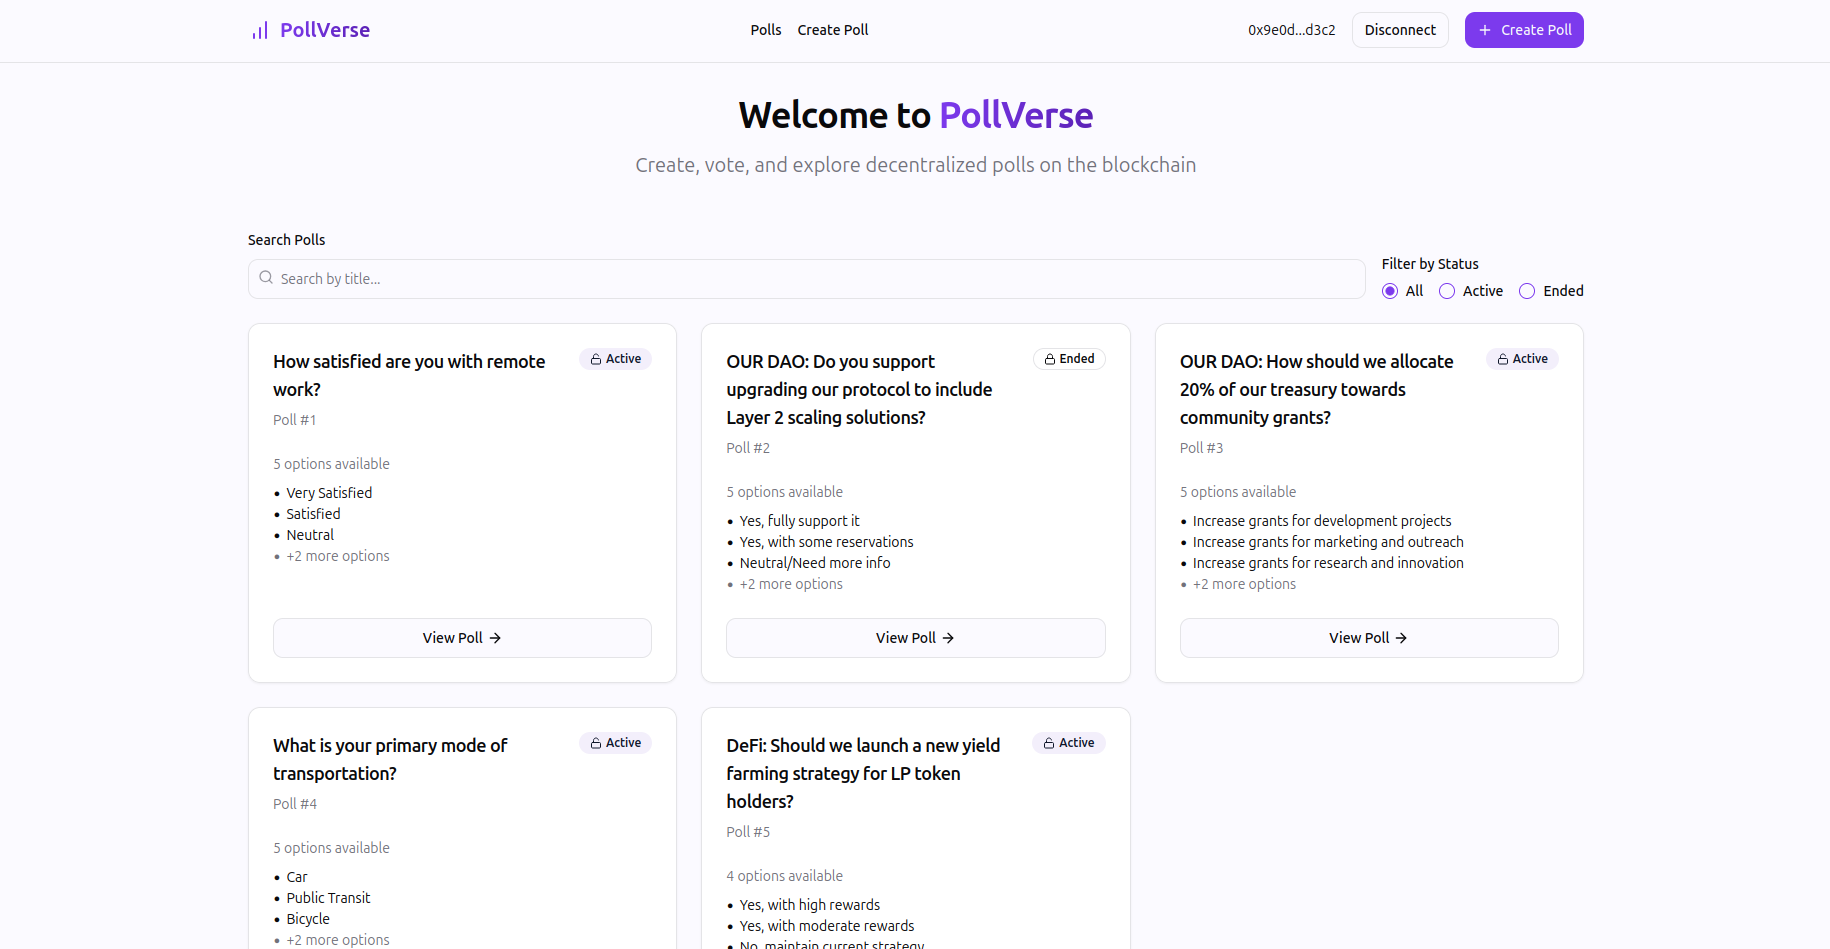 PollVerse
Polls
Create Poll
0x9e0d...d3c2
Disconnect
+ Create Poll
Welcome to PollVerse
Create, vote, and explore decentralized polls on the blockchain
Search Polls
Search by title...
Filter by Status
All
Active
Ended
How satisfied are you with remote
work?
Active
Poll #1
5 options available
• Very Satisfied
• Satisfied
• Neutral
• +2 more options
View Poll →
OUR DAO: Do you support
upgrading our protocol to include
Layer 2 scaling solutions?
Ended
Poll #2
5 options available
• Yes, fully support it
• Yes, with some reservations
• Neutral/Need more info
• +2 more options
View Poll →
OUR DAO: How should we allocate
20% of our treasury towards
community grants?
Active
Poll #3
5 options available
• Increase grants for development projects
• Increase grants for marketing and outreach
• Increase grants for research and innovation
• +2 more options
View Poll →
What is your primary mode of
transportation?
Active
Poll #4
5 options available
• Car
• Public Transit
• Bicycle
• +2 more options
DeFi: Should we launch a new yield
farming strategy for LP token
holders?
Active
Poll #5
4 options available
• Yes, with high rewards
• Yes, with moderate rewards
• No, maintain current strategy